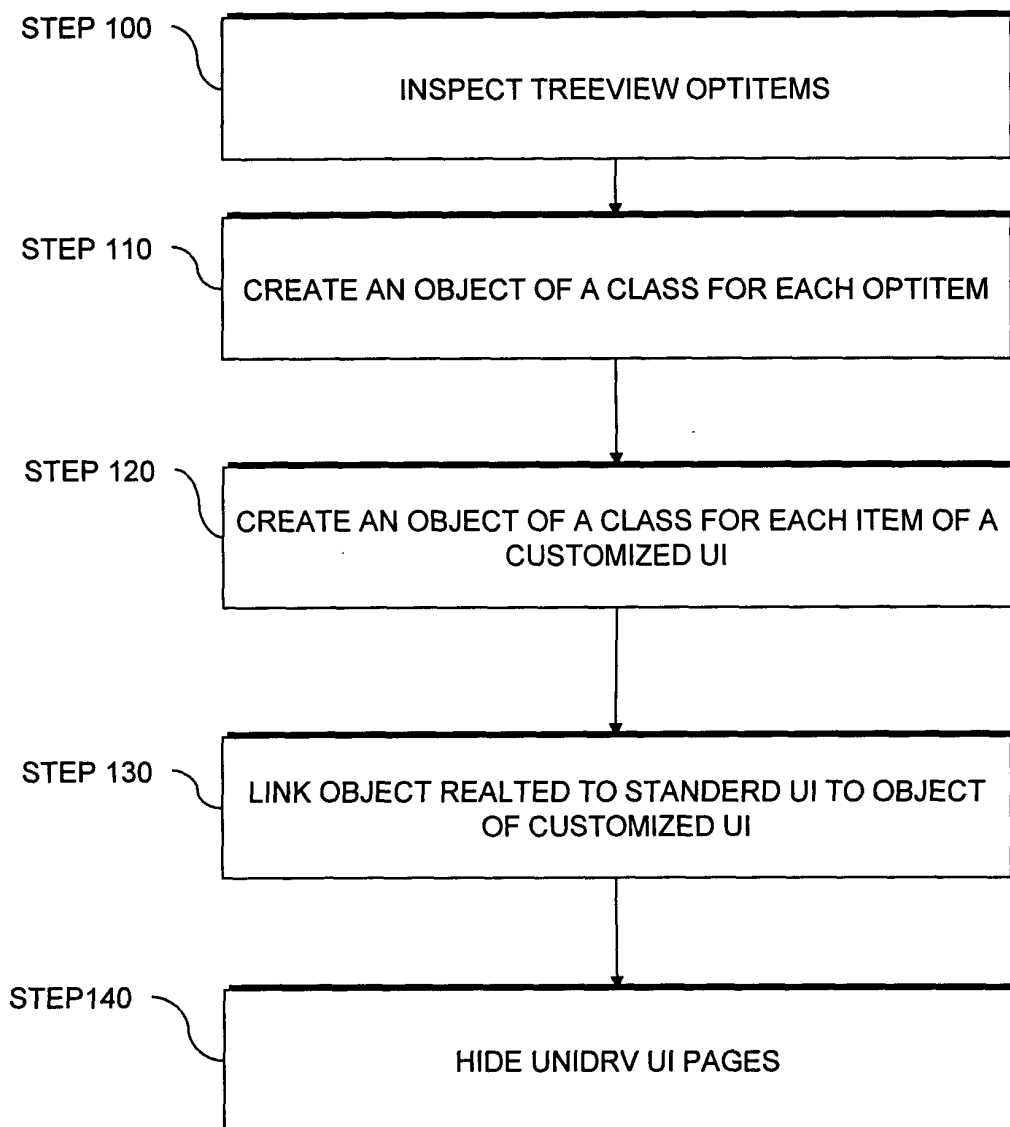 STEP 100
INSPECT TREEVIEW OPTITEMS
STEP 110
CREATE AN OBJECT OF A CLASS FOR EACH OPTITEM
STEP 120
CREATE AN OBJECT OF A CLASS FOR EACH ITEM OF A
CUSTOMIZED UI
STEP 130
LINK OBJECT REALTED TO STANDERD UI TO OBJECT
OF CUSTOMIZED UI
STEP140
HIDE UNIDRV UI PAGES